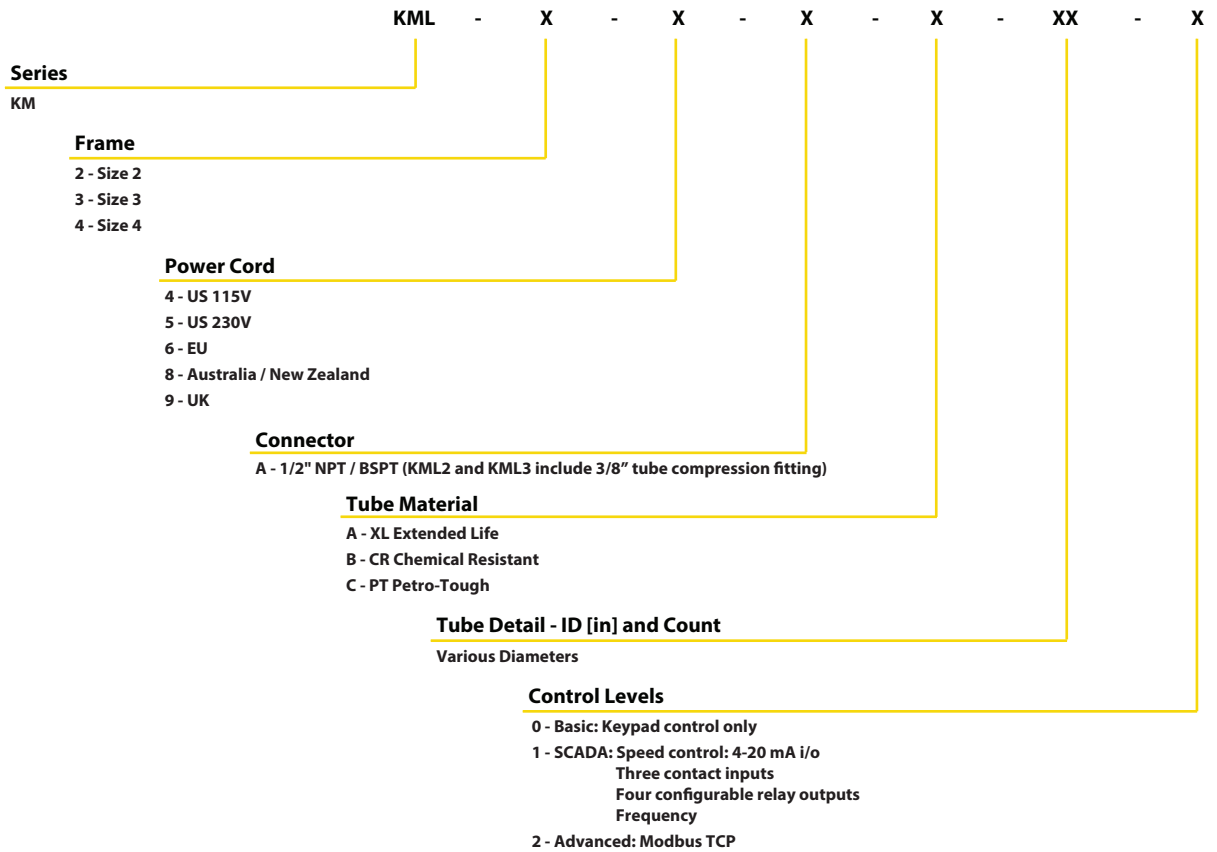 KML - X - X - X - X - XX - X
Series
KM
Frame
2 - Size 2
3 - Size 3
4 - Size 4
Power Cord
4 - US 115V
5 - US 230V
6 - EU
8 - Australia / New Zealand
9 - UK
Connector
A - 1/2" NPT / BSPT (KML2 and KML3 include 3/8” tube compression fitting)
Tube Material
A - XL Extended Life
B - CR Chemical Resistant
C - PT Petro-Tough
Tube Detail - ID [in] and Count
Various Diameters
Control Levels
0 - Basic: Keypad control only
1 - SCADA: Speed control: 4-20 mA i/o
Three contact inputs
Four configurable relay outputs
Frequency
2 - Advanced: Modbus TCP